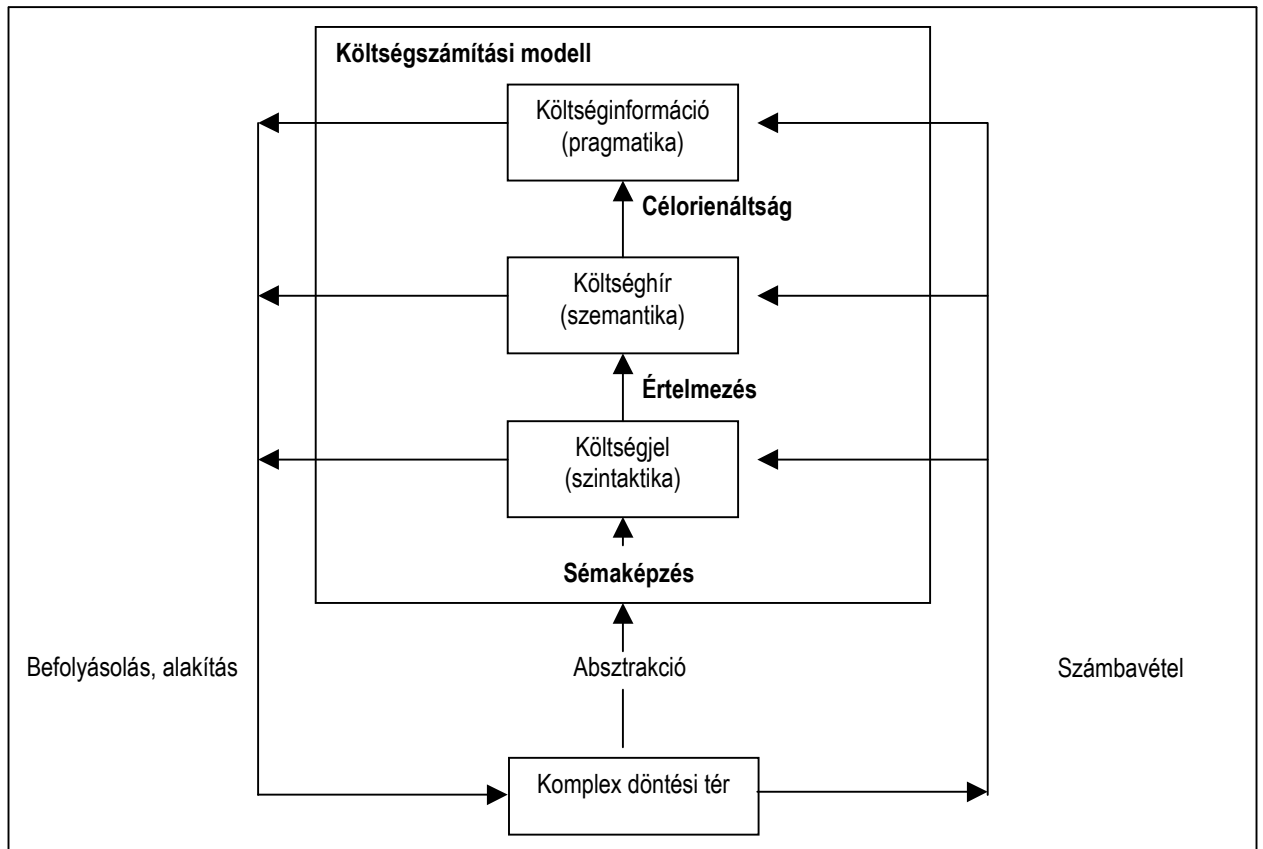 Költségszámítási modell
Költséginformáció
(pragmatika)
Célorienáltság
Költséghír
(szemantika)
Értelmezés
Költségjel
(szintaktika)
Sémaképzés
Befolyásolás, alakítás
Absztrakció
Számbavétel
Komplex döntési tér